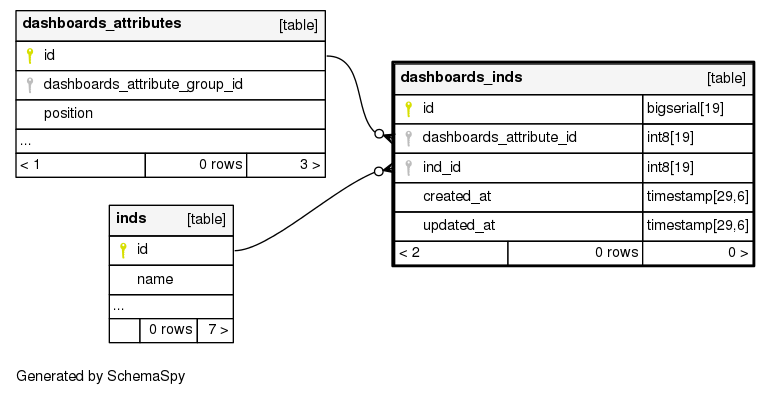 dashboards_attributes [table]
id
dashboards_attribute_group_id
position
...
< 1 0 rows 3 >
dashboards_inds [table]
id bigserial[19]
dashboards_attribute_id int8[19]
ind_id int8[19]
created_at timestamp[29,6]
updated_at timestamp[29,6]
< 2 0 rows 0 >
inds [table]
id
name
...
0 rows 7 >
Generated by SchemaSpy